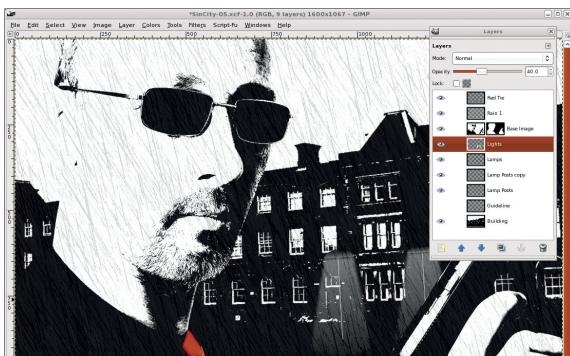 *SinCity-05.xcf-1.0 (RGB, 9 layers) 1600x1067 – GIMP
File Edit Select View Image Layer Colors Tools Filters Script-fu Windows Help
0 250 500 750 1000
Layers
Layers
Mode: Normal
Opacity: 40.0
Lock:
Red Tie
Rain 1
Base Image
Lights
Lamps
Lamp Posts copy
Lamp Posts
Guideline
Building